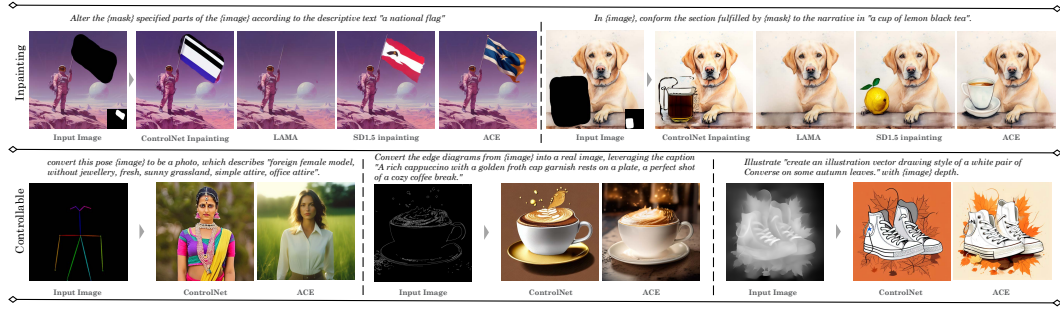 Alter the {mask} specified parts of the {image} according to the descriptive text "a national flag"
In {image}, conform the section fulfilled by {mask} to the narrative in "a cup of lemon black tea".
Inpainting
Input Image
ControlNet Inpainting
LAMA
SD1.5 inpainting
ACE
Input Image
ControlNet Inpainting
LAMA
SD1.5 inpainting
ACE
convert this pose {image} to be a photo, which describes "foreign female model,
without jewellery, fresh, sunny grassland, simple attire, office attire".
Convert the edge diagrams from {image} into a real image, leveraging the caption
"A rich cappuccino with a golden froth cap garnish rests on a plate, a perfect shot
of a cozy coffee break."
Illustrate "create an illustration vector drawing style of a white pair of
Converse on some autumn leaves." with {image} depth.
Controllable
Input Image
ControlNet
ACE
Input Image
ControlNet
ACE
Input Image
ControlNet
ACE